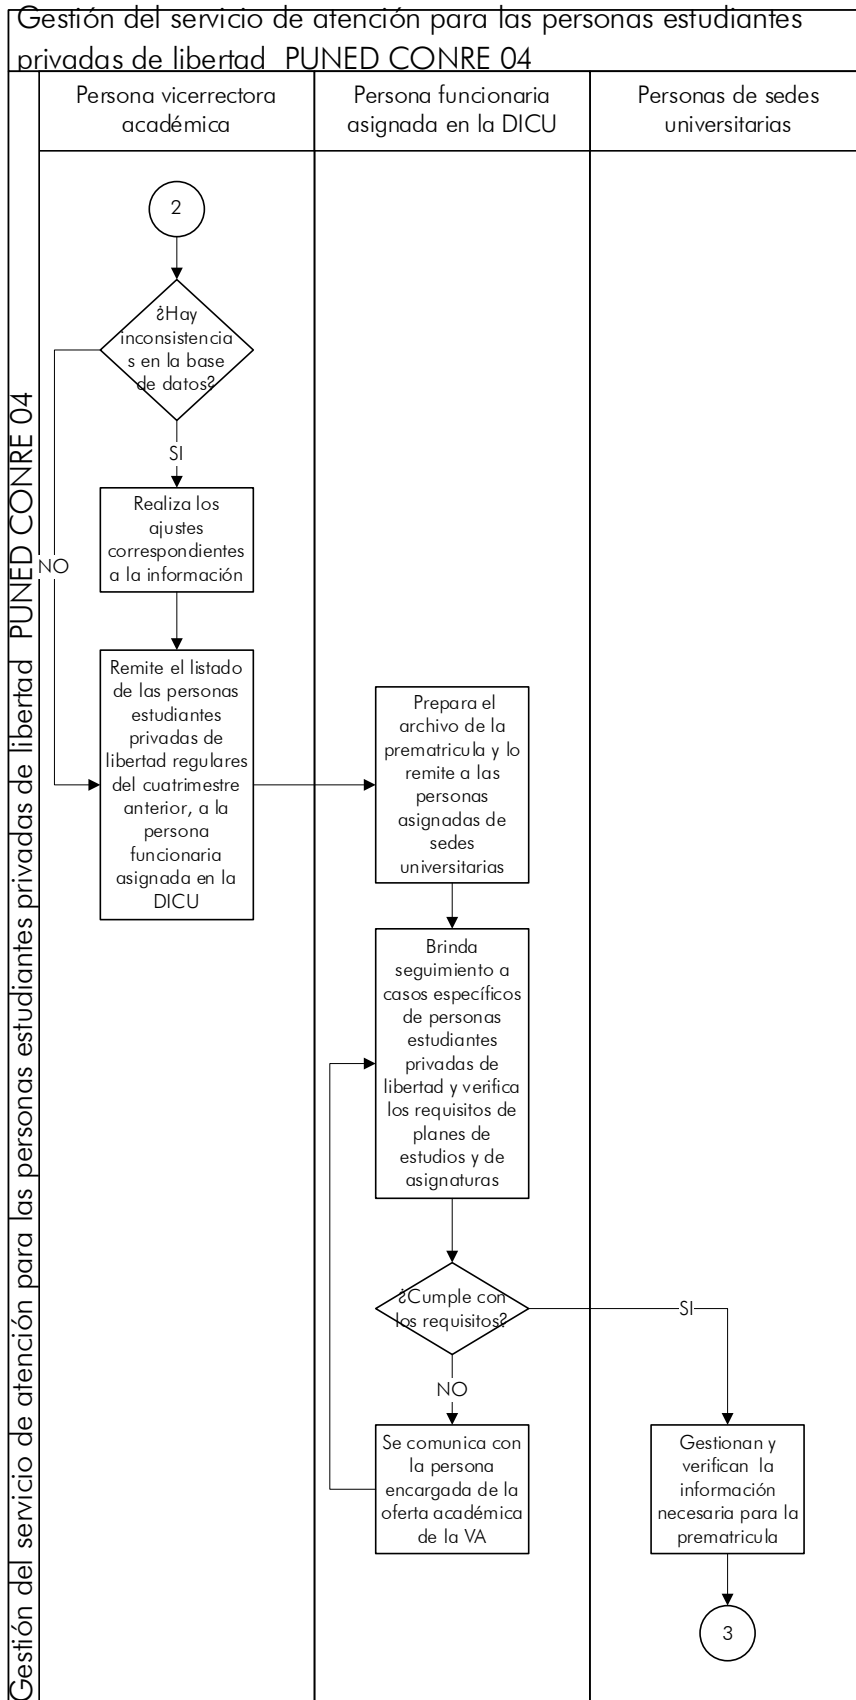 Gestión del servicio de atención para las personas estudiantes
privadas de libertad PUNED CONRE 04
Gestión del servicio de atención para las personas estudiantes privadas de libertad PUNED CONRE 04
Persona vicerrectora
académica
Persona funcionaria
asignada en la DICU
Personas de sedes
universitarias
2
¿Hay
inconsistencia
s en la base
de datos?
SI
NO
Realiza los
ajustes
correspondientes
a la información
Remite el listado
de las personas
estudiantes
privadas de
libertad regulares
del cuatrimestre
anterior, a la
persona
funcionaria
asignada en la
DICU
Prepara el
archivo de la
prematricula y lo
remite a las
personas
asignadas de
sedes
universitarias
Brinda
seguimiento a
casos específicos
de personas
estudiantes
privadas de
libertad y verifica
los requisitos de
planes de
estudios y de
asignaturas
¿Cumple con
los requisitos?
SI
NO
Se comunica con
la persona
encargada de la
oferta académica
de la VA
Gestionan y
verifican la
información
necesaria para la
prematricula
3